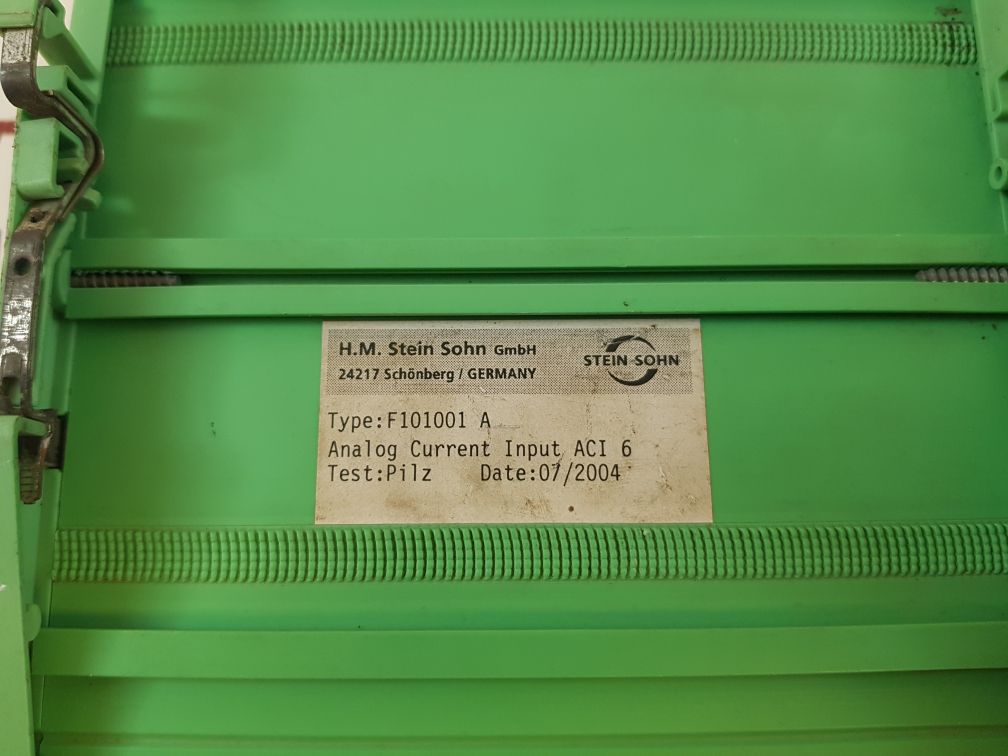 H.M. Stein Sohn GmbH
24217 Schönberg / GERMANY
STEIN SOHN
Type:F101001 A
Analog Current Input ACI 6
Test:Pilz Date:07/2004